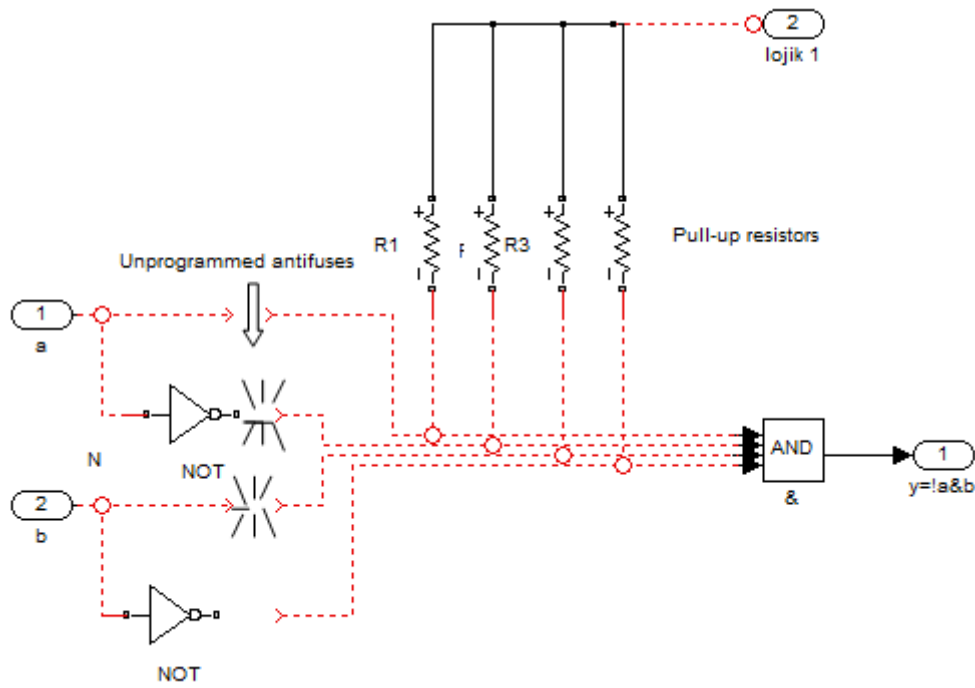 2
lojik 1
R1
R3
Pull-up resistors
Unprogrammed antifuses
1
a
N
NOT
2
b
NOT
AND
&
1
y=!a&b
+
+
+
+